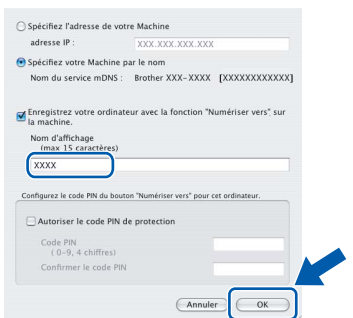 Spécifiez l'adresse de votre Machine
adresse IP : XXX.XXX.XXX.XXX
Spécifiez votre Machine par le nom
Nom du service mDNS : Brother XXX-XXXX [XXXXXXXXXXXX]
Enregistrez votre ordinateur avec la fonction "Numériser vers" sur
la machine.
Nom d'affichage
(max 15 caractères)
XXXX
Configurez le code PIN du bouton "Numériser vers" pour cet ordinateur.
Autoriser le code PIN de protection
Code PIN
( 0-9, 4 chiffres)
Confirmer le code PIN
Annuler OK